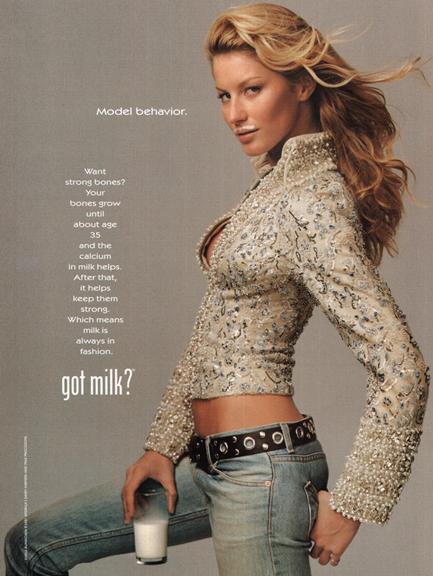 Model behavior.
Want
strong bones?
Your
bones grow
until
about age
35
and the
calcium
in milk helps.
After that,
it helps
keep them
strong.
Which means
milk is
always in
fashion.
got milk?